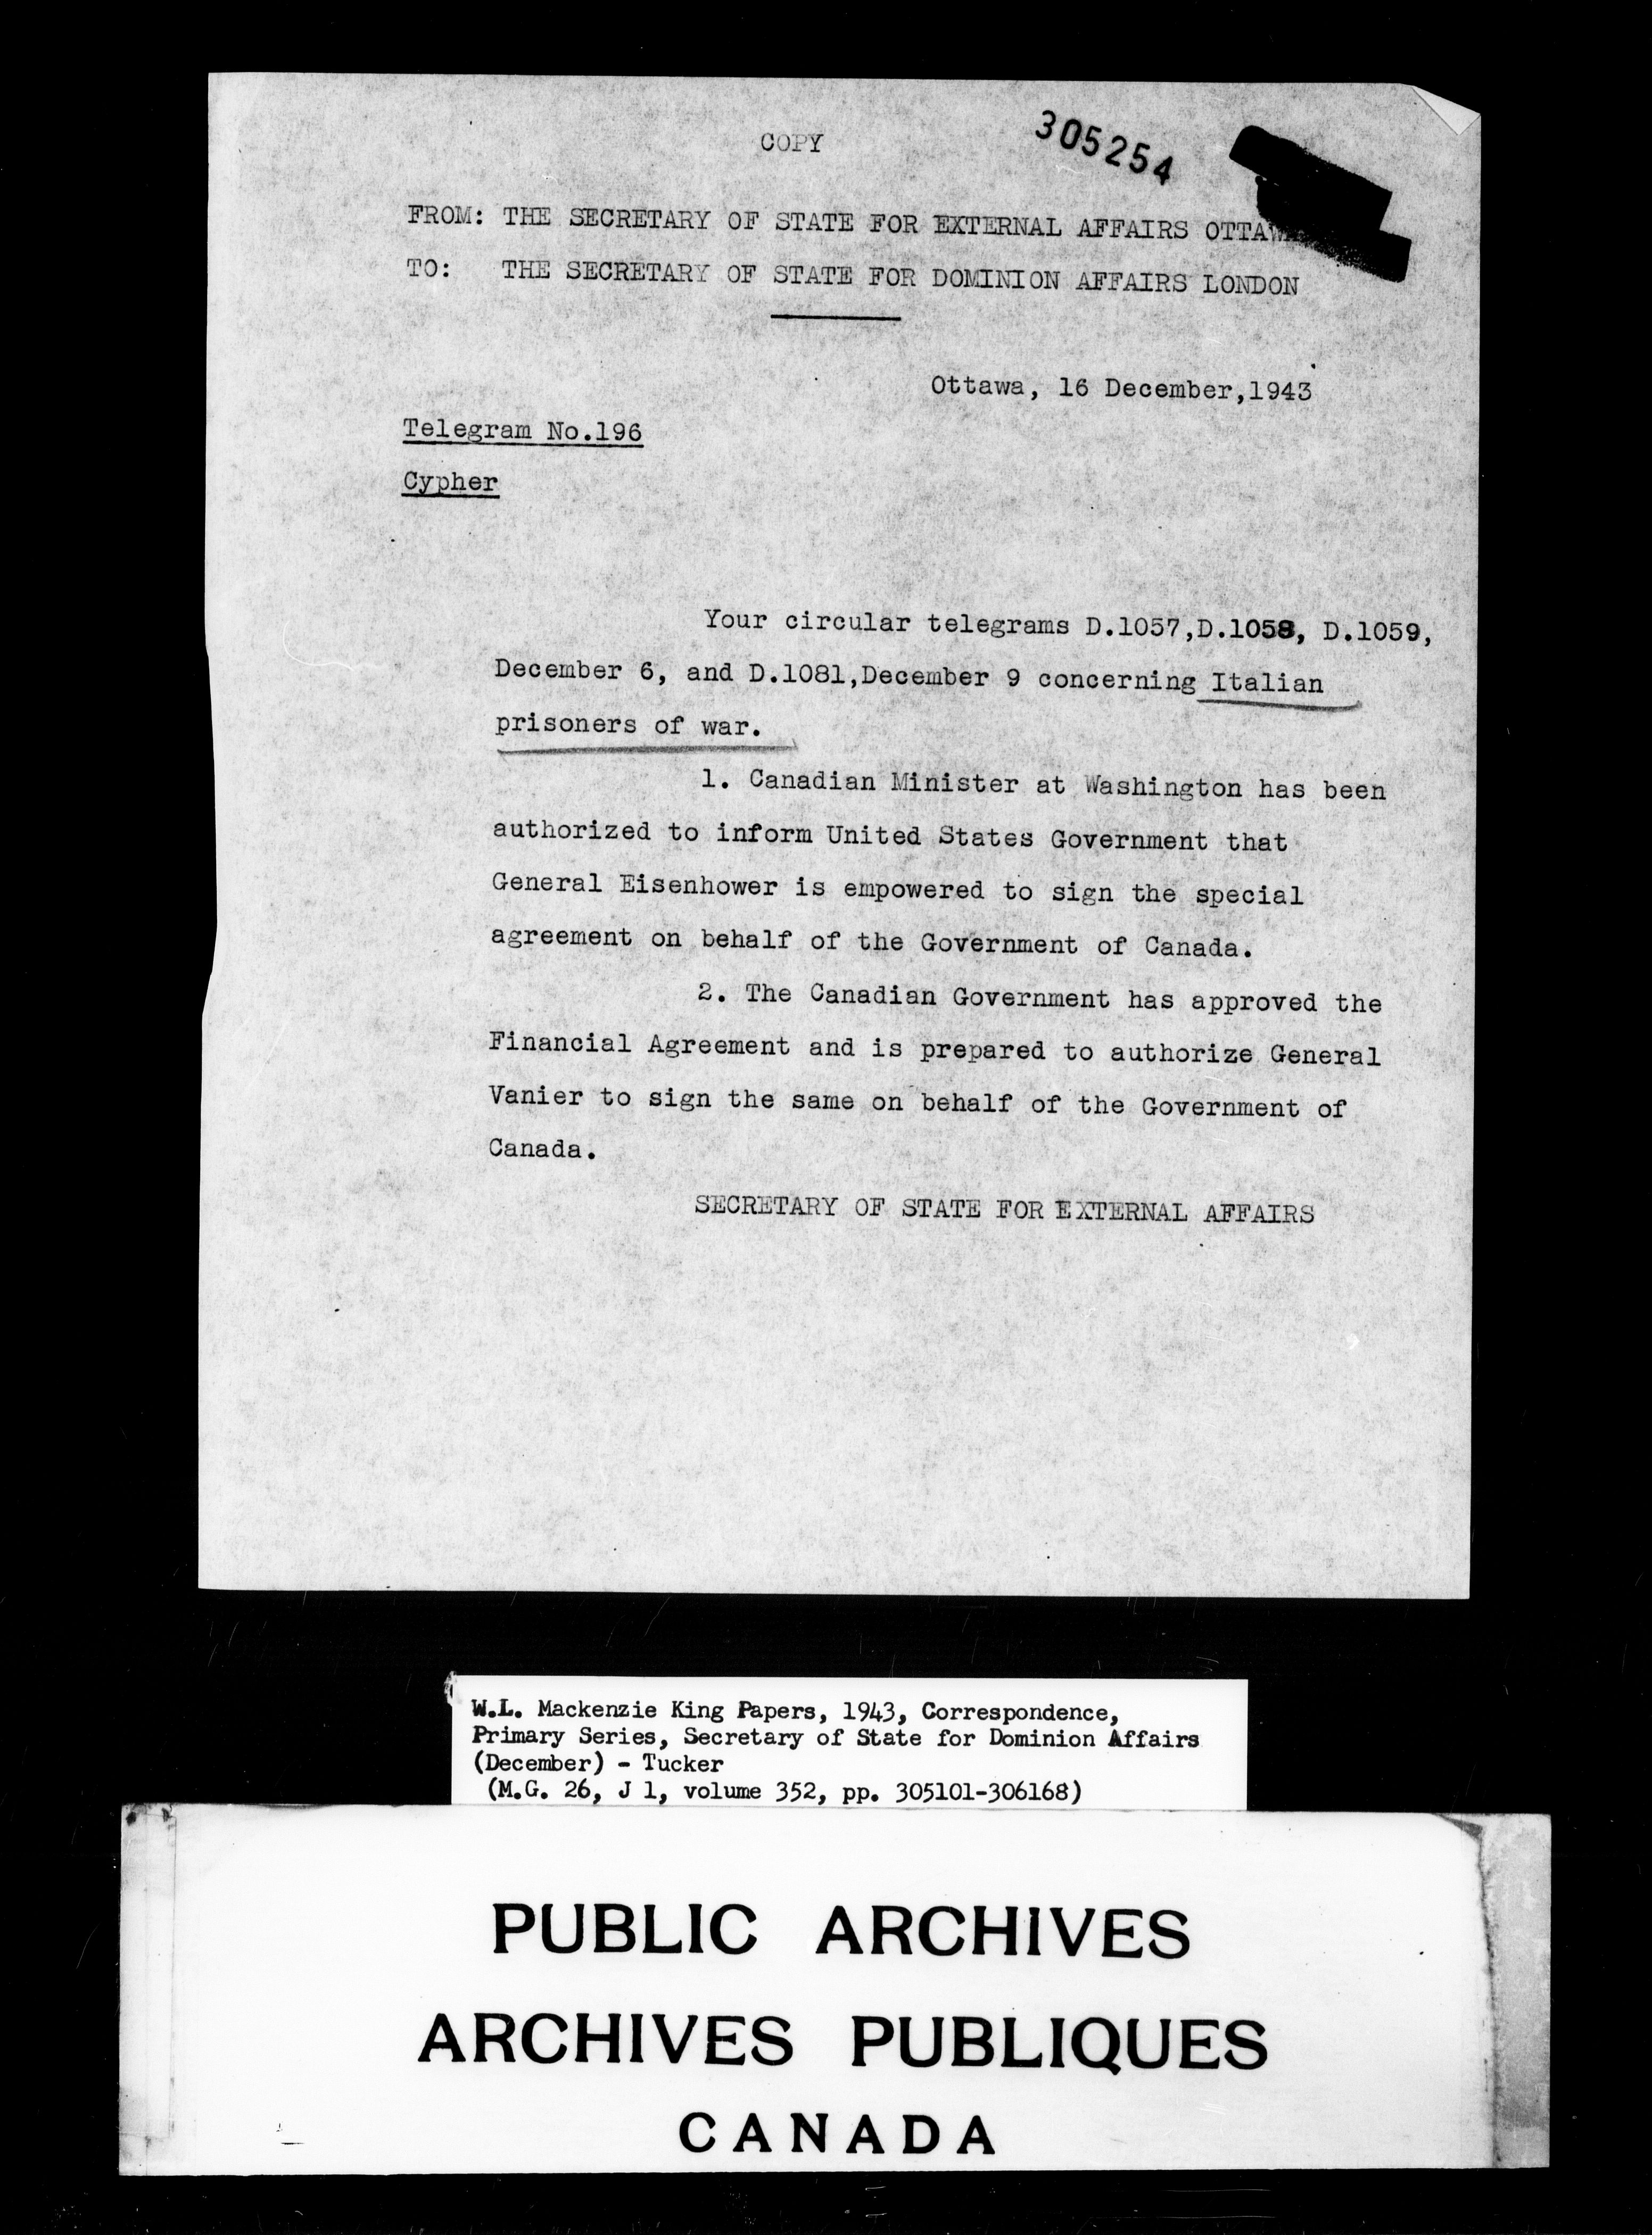 COPY
305254
FROM: THE SECRETARY OF STATE FOR EXTERNAL AFFAIRS OTTAWA
TO: THE SECRETARY OF STATE FOR DOMINION AFFAIRS LONDON
Ottawa, 16 December,1943
Telegram No.196
Cypher
Your circular telegrams D.1057,D.1058, D.1059,
December 6, and D.1081,December 9 concerning Italian
prisoners of war.
1. Canadian Minister at Washington has been
authorized to inform United States Government that
General Eisenhower is empowered to sign the special
agreement on behalf of the Government of Canada.
2. The Canadian Government has approved the
Financial Agreement and is prepared to authorize General
Vanier to sign the same on behalf of the Government of
Canada.
SECRETARY OF STATE FOR EXTERNAL AFFAIRS
W.L. Mackenzie King Papers, 1943, Correspondence,
Primary Series, Secretary of State for Dominion Affairs
(December) - Tucker
(M.G. 26, J 1, volume 352, pp. 305101-306168)
PUBLIC ARCHIVES
ARCHIVES PUBLIQUES
CANADA